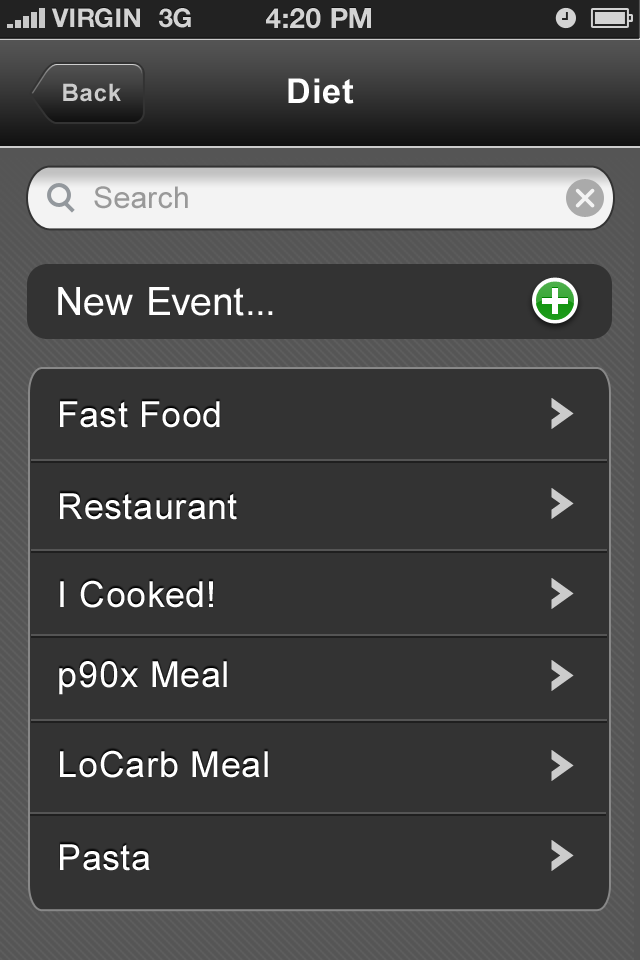 VIRGIN 3G 4:20 PM
Back Diet
Search
New Event...
Fast Food
Restaurant
I Cooked!
p90x Meal
LoCarb Meal
Pasta